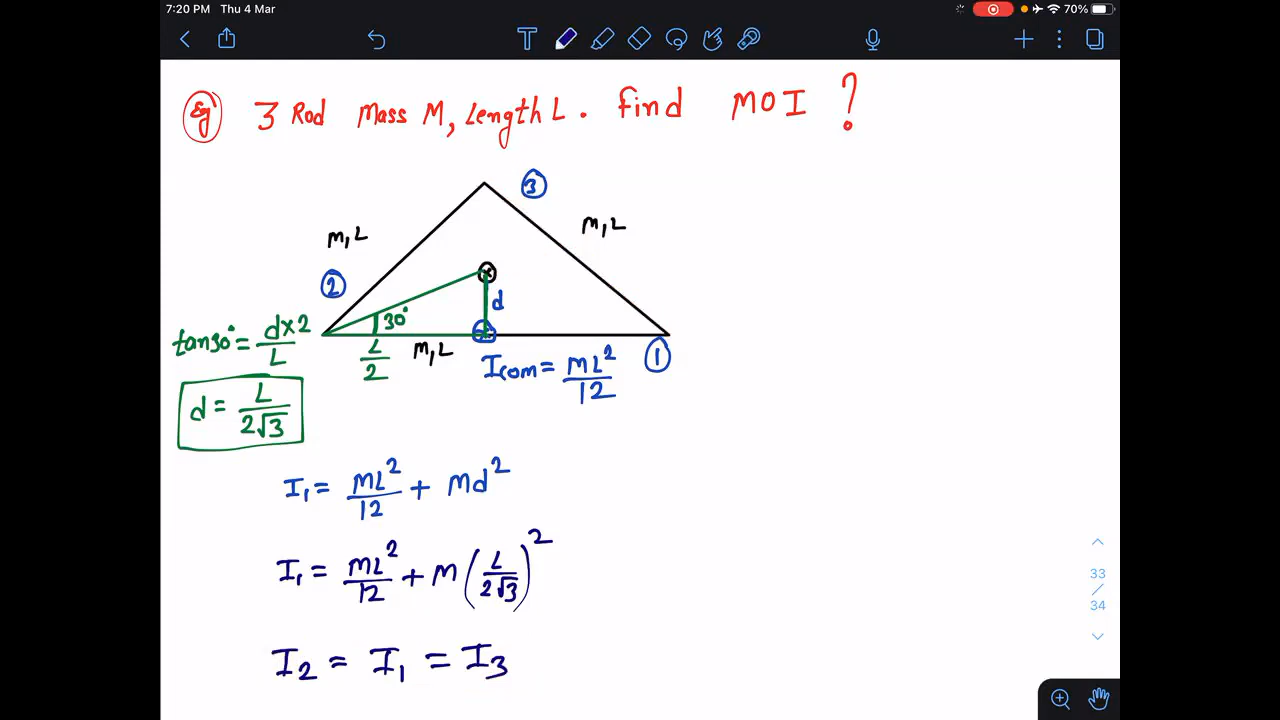 7:20 PM Thu 4 Mar
70%
Eg 3 Rod Mass M, Length L. Find MOI ?
3
M,L
M,L
2
d
30°
tan30° = d×2/L
L/2
M,L
1
Icom = ML²/12
d = L/2√3
I₁ = ML²/12 + Md²
I₁ = ML²/12 + M(L/2√3)²
33
/
34
I₂ = I₁ = I₃